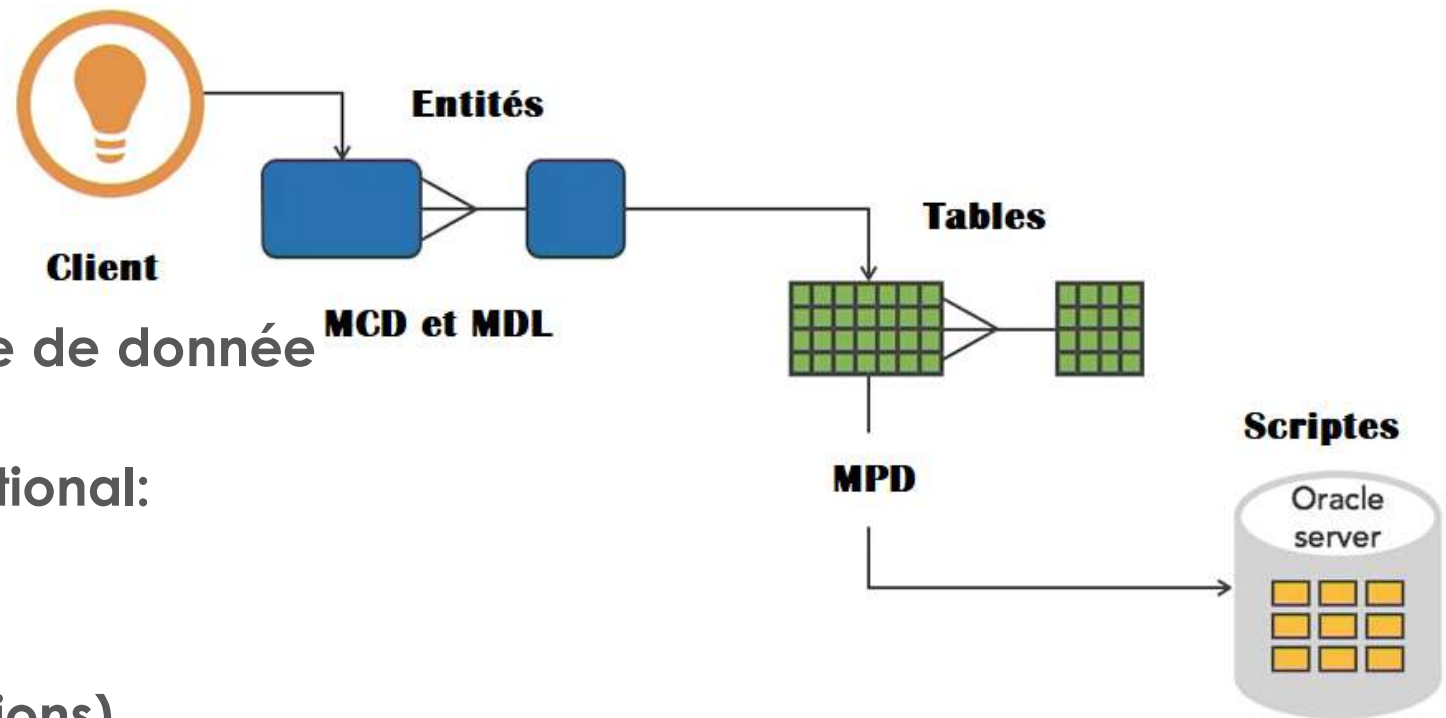 Entités
Client
Tables
MCD et MDL
e de donnée
Scriptes
MPD
tional:
Oracle
server
ions)